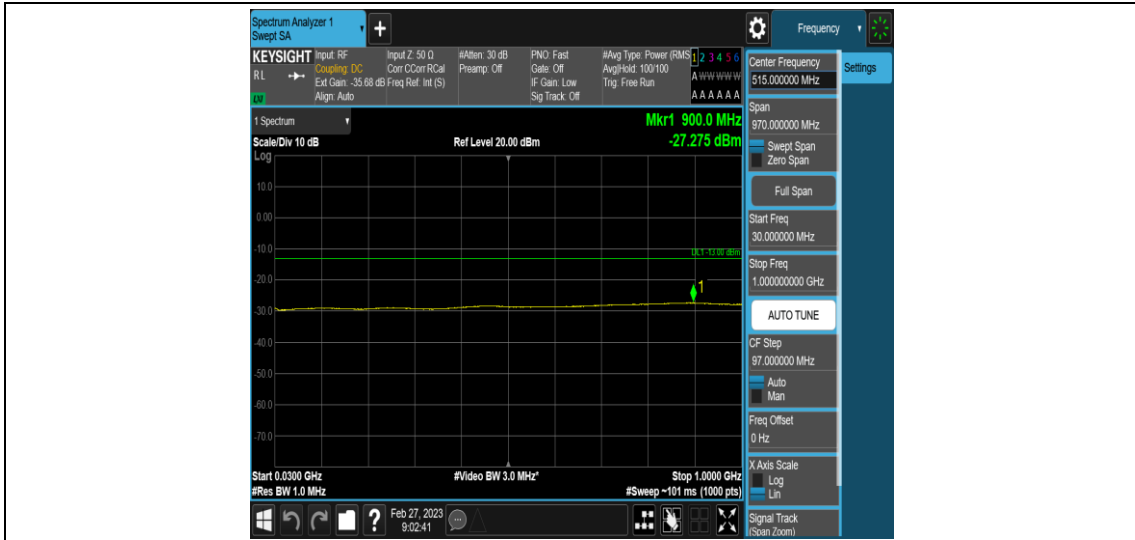 Spectrum Analyzer 1
Swept SA
Frequency
KEYSIGHT
RL
Input: RF
Coupling: DC
Ext Gain: -35.68 dB
Align: Auto
Input Z: 50 Ω
Corr CCorr RCal
Freq Ref: Int (S)
#Atten: 30 dB
Preamp: Off
PNO: Fast
Gate: Off
IF Gain: Low
Sig Track: Off
#Avg Type: Power (RMS
Avg|Hold: 100/100
Trig: Free Run
1 2 3 4 5 6
A W W W W W
A A A A A A
1 Spectrum
Mkr1 900.0 MHz
-27.275 dBm
Scale/Div 10 dB
Ref Level 20.00 dBm
Log
10.0
0.00
-10.0
DL1 -13.00 dBm
-20.0
1
-30.0
-40.0
-50.0
-60.0
-70.0
Start 0.0300 GHz
#Video BW 3.0 MHz*
Stop 1.0000 GHz
#Res BW 1.0 MHz
#Sweep ~101 ms (1000 pts)
Feb 27, 2023
9:02:41
Center Frequency
515.000000 MHz
Settings
Span
970.000000 MHz
Swept Span
Zero Span
Full Span
Start Freq
30.000000 MHz
Stop Freq
1.000000000 GHz
AUTO TUNE
CF Step
97.000000 MHz
Auto
Man
Freq Offset
0 Hz
X Axis Scale
Log
Lin
Signal Track
(Span Zoom)